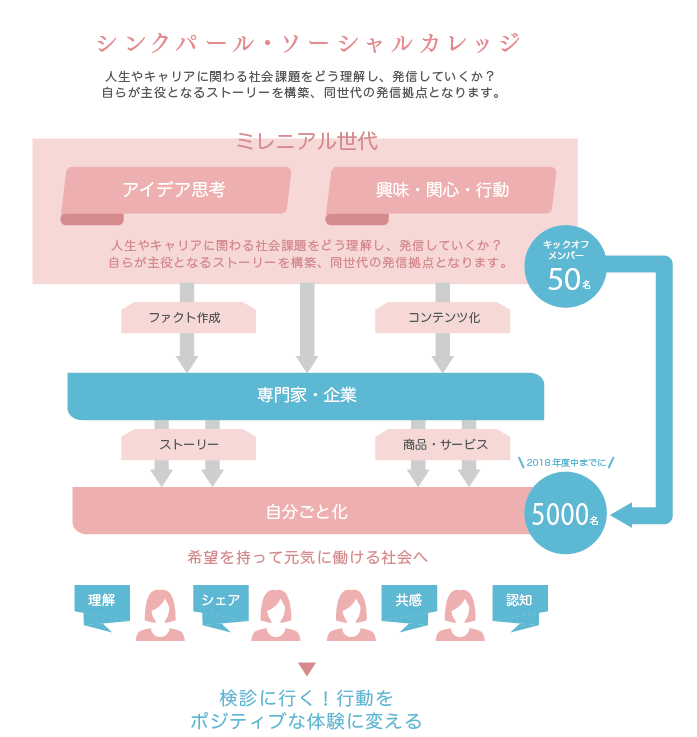 シンクパール・ソーシャルカレッジ
人生やキャリアに関わる社会課題をどう理解し、発信していくか？
自らが主役となるストーリーを構築、同世代の発信拠点となります。
ミレニアル世代
アイデア思考
興味・関心・行動
人生やキャリアに関わる社会課題をどう理解し、発信していくか？
自らが主役となるストーリーを構築、同世代の発信拠点となります。
キックオフ
メンバー
50名
ファクト作成
コンテンツ化
専門家・企業
ストーリー
商品・サービス
\2018年度中までに/
自分ごと化
5000名
希望を持って元気に働ける社会へ
理解
シェア
共感
認知
検診に行く！行動を
ポジティブな体験に変える